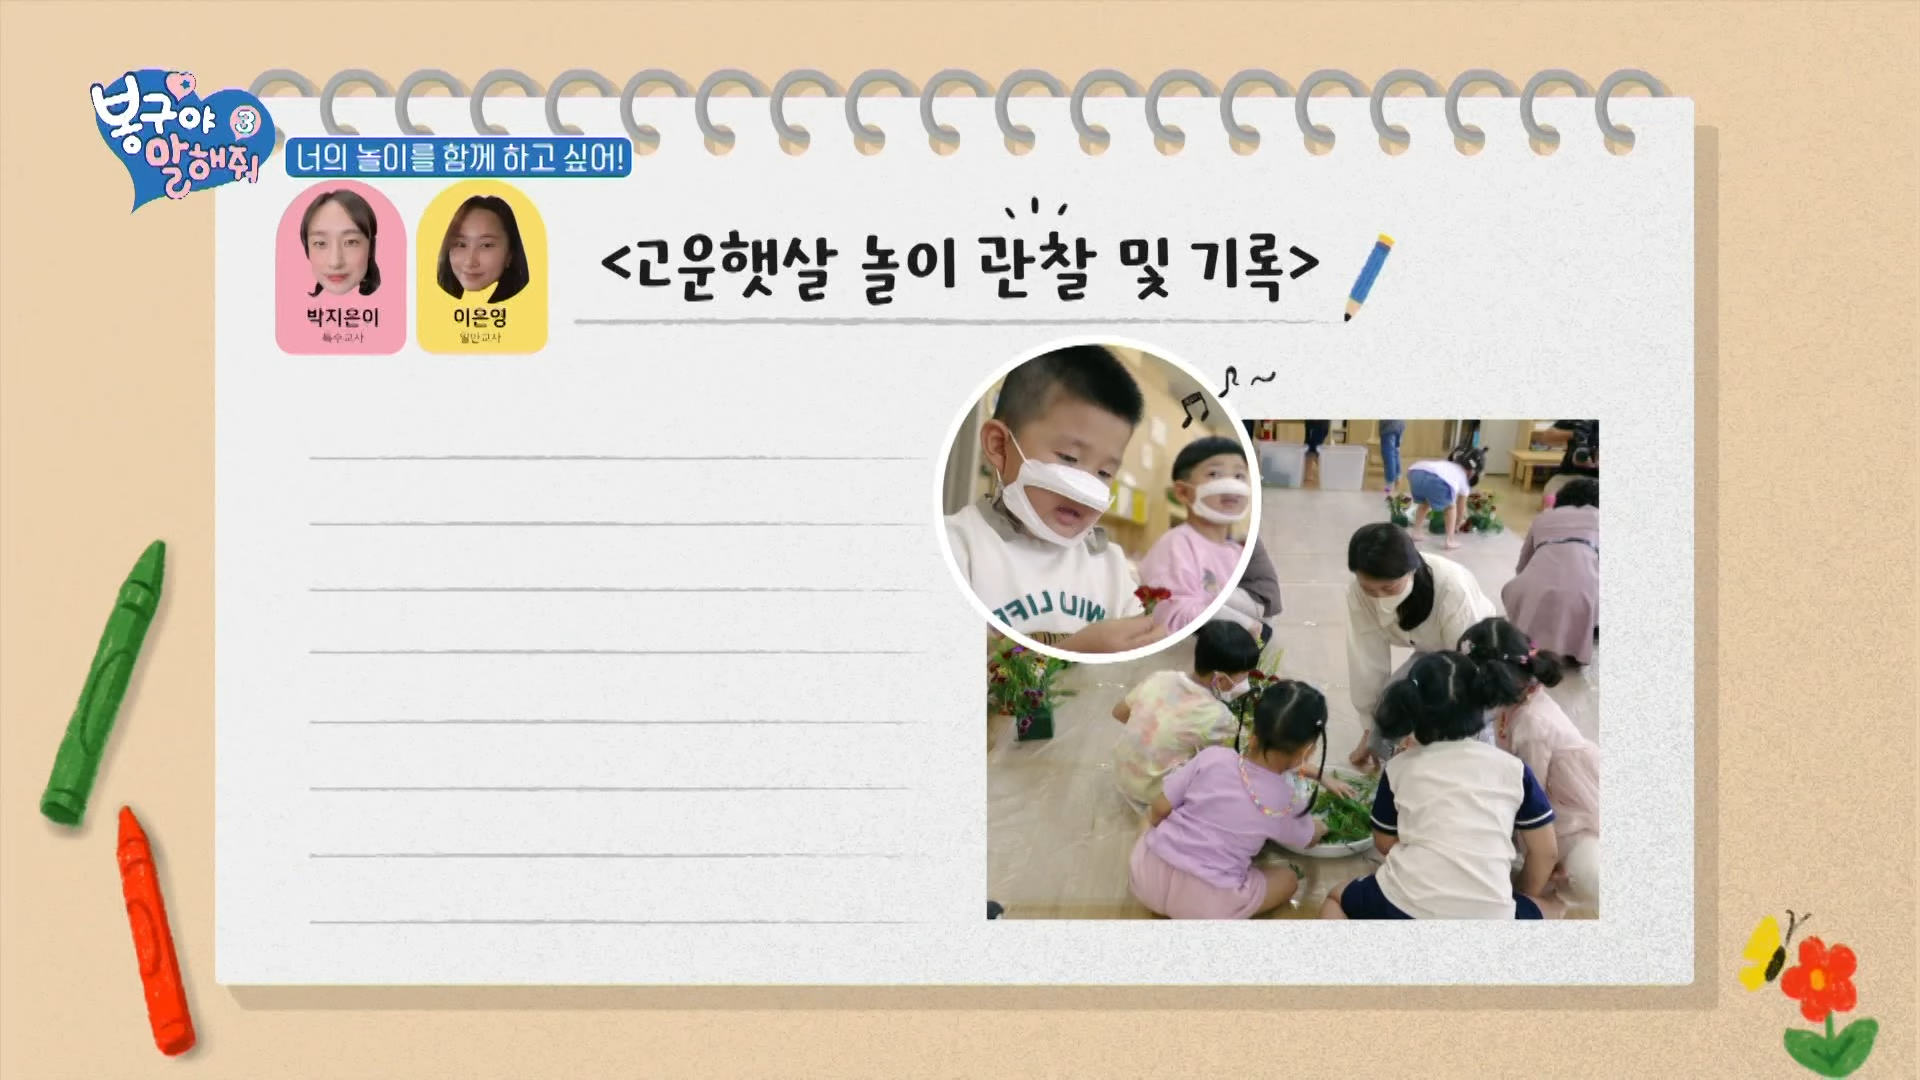 봉구야
말해줘
3
너의 놀이를 함께 하고 싶어!
박지은이
특수교사
이은영
일반교사
<고운햇살 놀이 관찰 및 기록>